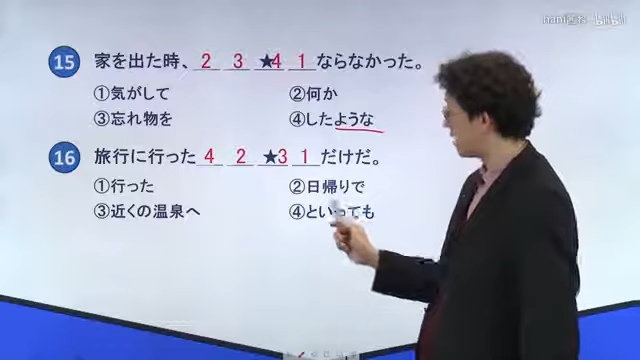 15 家を出た時、2 3 ★4 1 ならなかった。
①気がして ②何か
③忘れ物を ④したような
16 旅行に行った 4 2 ★3 1 だけだ。
①行った ②日帰りで
③近くの温泉へ ④といっても